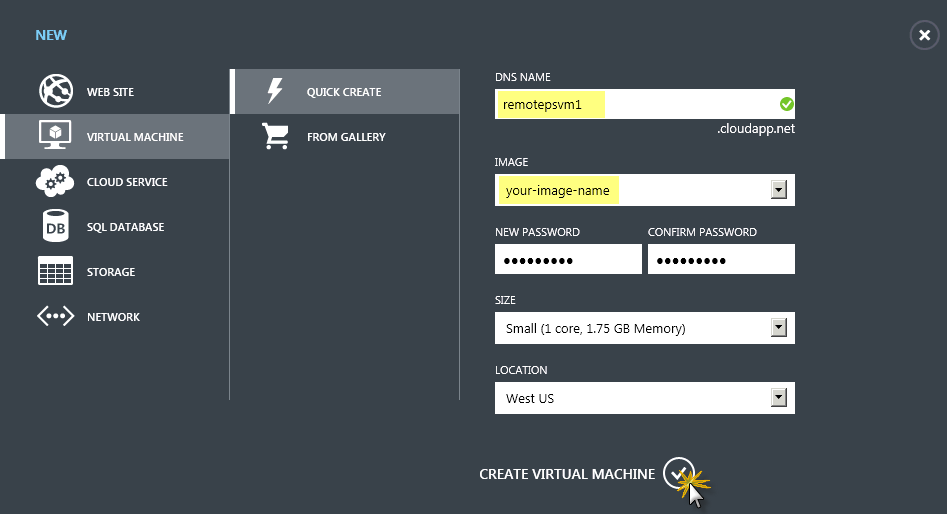 NEW
WEB SITE
VIRTUAL MACHINE
CLOUD SERVICE
DB
SQL DATABASE
STORAGE
NETWORK
QUICK CREATE
FROM GALLERY
DNS NAME
remotepsvm1
.cloudapp.net
IMAGE
your-image-name
NEW PASSWORD CONFIRM PASSWORD
●●●●●●●●● ●●●●●●●●●
SIZE
Small (1 core, 1.75 GB Memory)
LOCATION
West US
CREATE VIRTUAL MACHINE